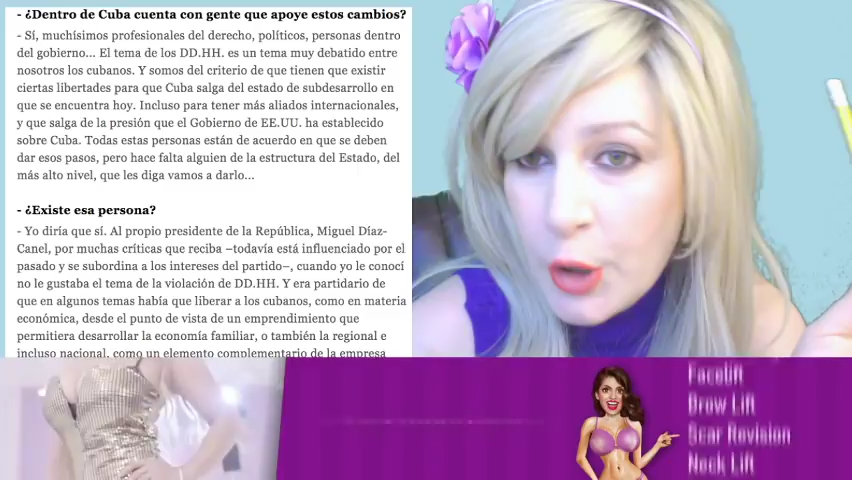 - ¿Dentro de Cuba cuenta con gente que apoye estos cambios?
- Sí, muchísimos profesionales del derecho, políticos, personas dentro
del gobierno... El tema de los DD.HH. es un tema muy debatido entre
nosotros los cubanos. Y somos del criterio de que tienen que existir
ciertas libertades para que Cuba salga del estado de subdesarrollo en
que se encuentra hoy. Incluso para tener más aliados internacionales,
y que salga de la presión que el Gobierno de EE.UU. ha establecido
sobre Cuba. Todas estas personas están de acuerdo en que se deben
dar esos pasos, pero hace falta alguien de la estructura del Estado, del
más alto nivel, que les diga vamos a darlo...
- ¿Existe esa persona?
- Yo diría que sí. Al propio presidente de la República, Miguel Díaz-
Canel, por muchas críticas que reciba –todavía está influenciado por el
pasado y se subordina a los intereses del partido–, cuando yo le conocí
no le gustaba el tema de la violación de DD.HH. Y era partidario de
que en algunos temas había que liberar a los cubanos, como en materia
económica, desde el punto de vista de un emprendimiento que
permitiera desarrollar la economía familiar, o también la regional e
incluso nacional, como un elemento complementario de la empresa
Facelift
Brow Lift
Scar Revision
Neck Lift